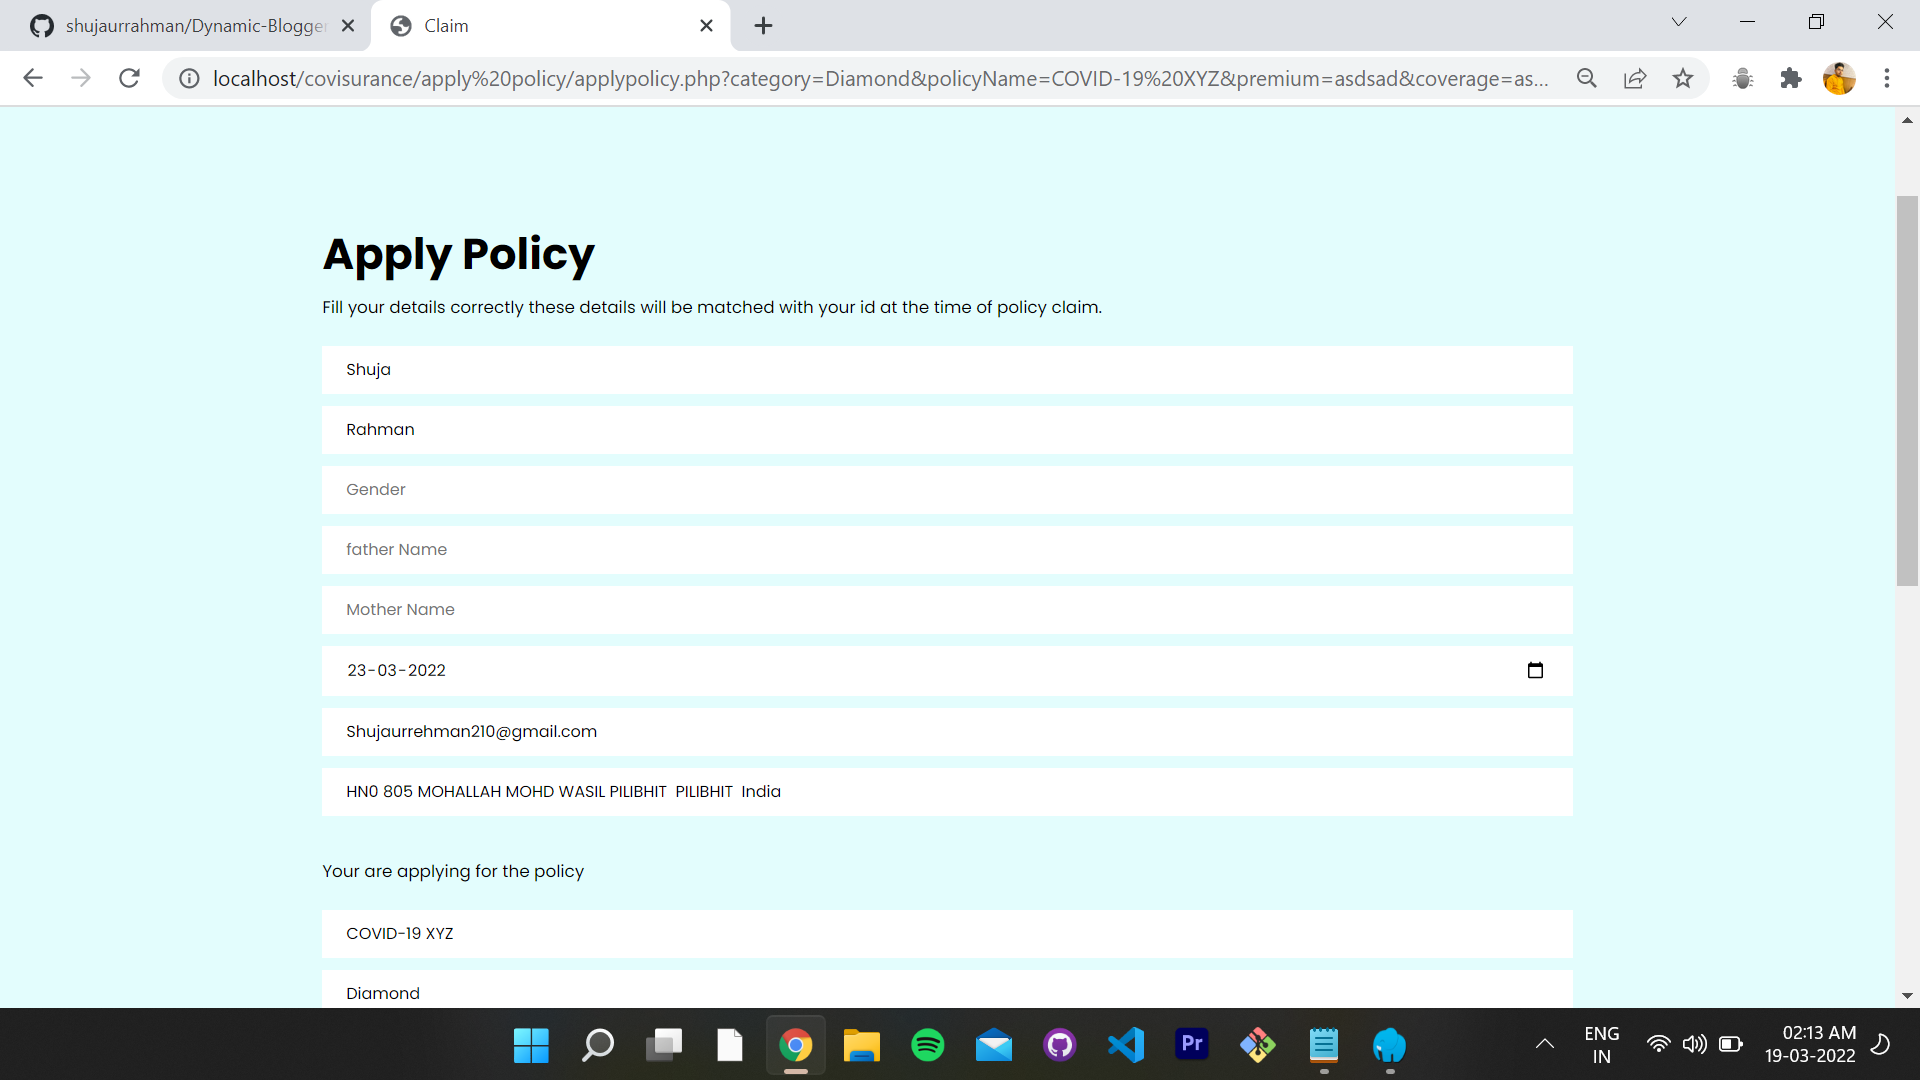 shujaurrahman/Dynamic-Blogger
Claim
localhost/covisurance/apply%20policy/applypolicy.php?category=Diamond&policyName=COVID-19%20XYZ&premium=asdsad&coverage=as...
Apply Policy
Fill your details correctly these details will be matched with your id at the time of policy claim.
Shuja
Rahman
Gender
father Name
Mother Name
23-03-2022
Shujaurrehman210@gmail.com
HN0 805 MOHALLAH MOHD WASIL PILIBHIT  PILIBHIT  India
Your are applying for the policy
COVID-19 XYZ
Diamond
Pr
ENG
IN
02:13 AM
19-03-2022